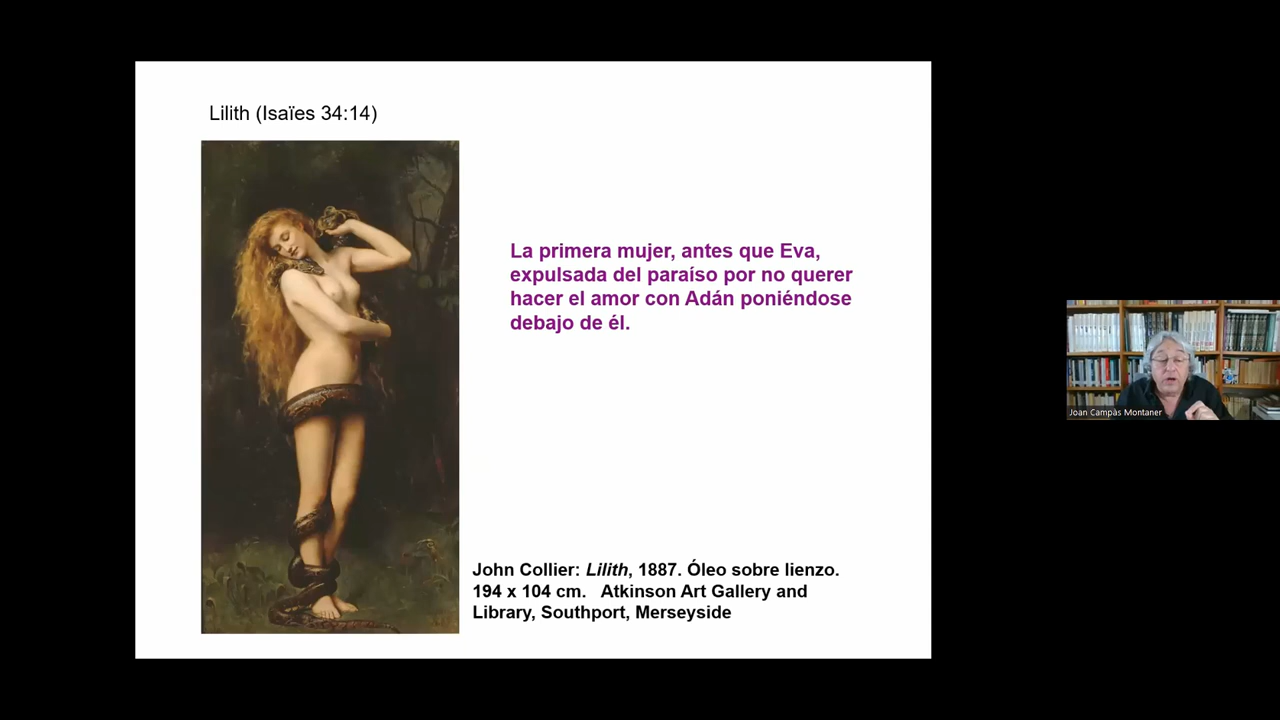 Lilith (Isaïes 34:14)
La primera mujer, antes que Eva,
expulsada del paraíso por no querer
hacer el amor con Adán poniéndose
debajo de él.
John Collier: Lilith, 1887. Óleo sobre lienzo.
194 x 104 cm. Atkinson Art Gallery and
Library, Southport, Merseyside
Joan Campàs Montaner